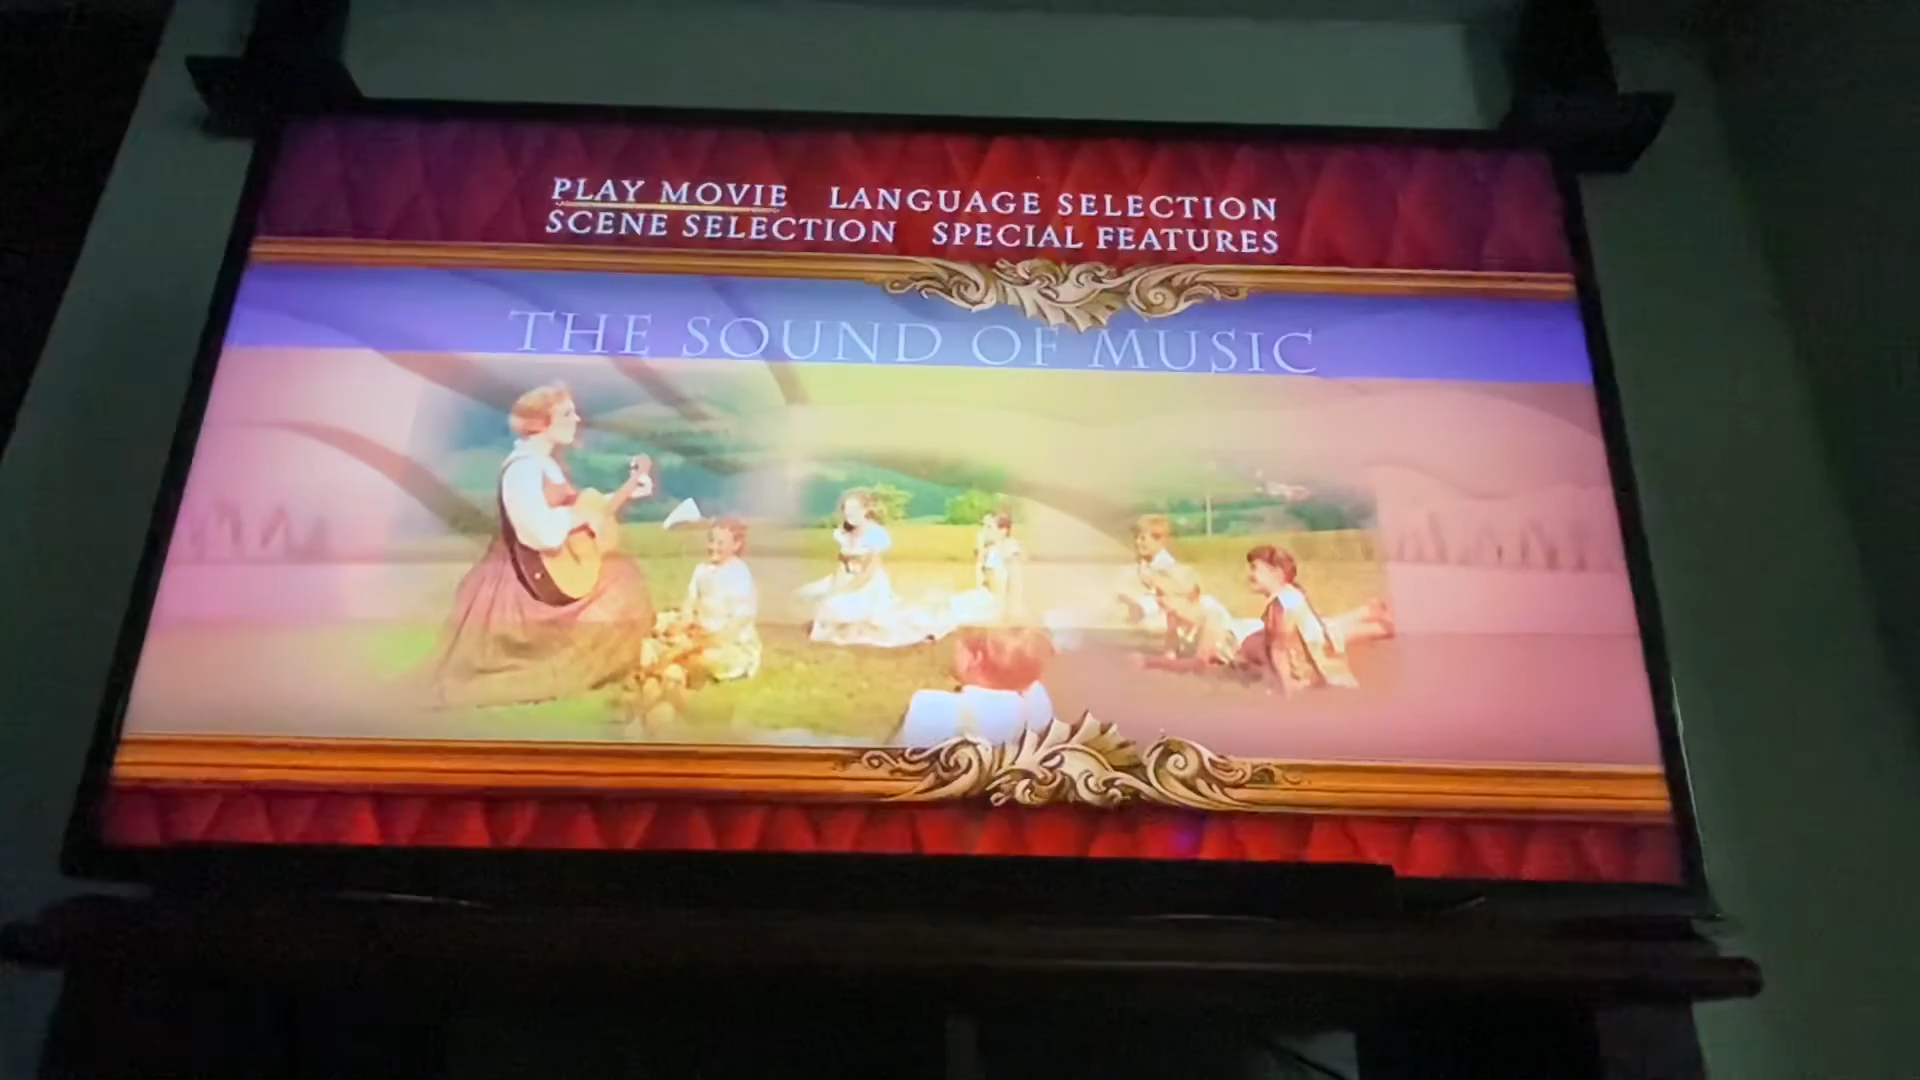 PLAY MOVIE LANGUAGE SELECTION
SCENE SELECTION SPECIAL FEATURES
THE SOUND OF MUSIC